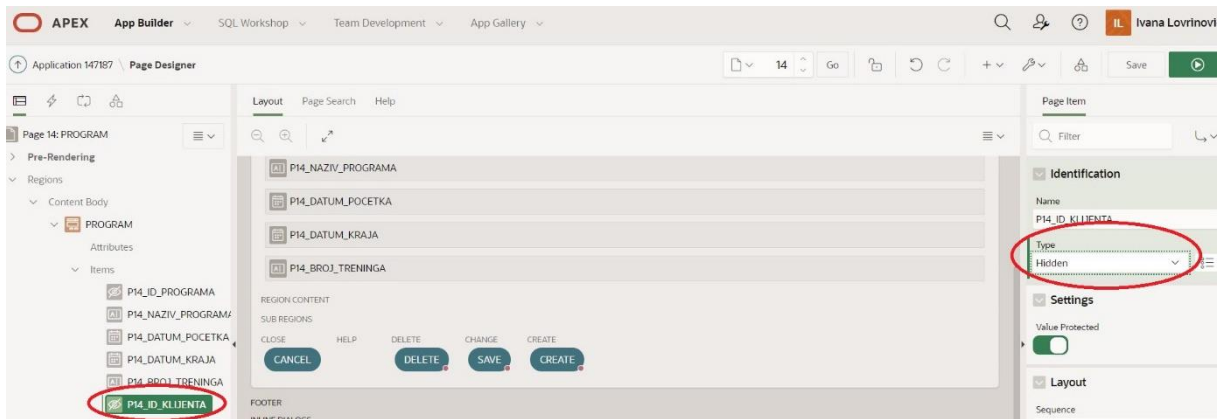 APEX App Builder SQL Workshop Team Development App Gallery IL Ivana Lovrinovi
Application 147187 \ Page Designer 14 Go Save
Layout Page Search Help
Page Item
Page 14: PROGRAM
Filter
Pre-Rendering
Regions
Content Body
PROGRAM
Attributes
Items
P14_ID_PROGRAMA
P14_NAZIV_PROGRAMA
P14_DATUM_POCETKA
P14_DATUM_KRAJA
P14_BROJ_TRENINGA
P14_ID_KLIJENTA
P14_NAZIV_PROGRAMA
P14_DATUM_POCETKA
P14_DATUM_KRAJA
P14_BROJ_TRENINGA
REGION CONTENT
SUB REGIONS
CLOSE HELP DELETE CHANGE CREATE
CANCEL DELETE SAVE CREATE
FOOTER
Identification
Name
P14_ID_KLIJENTA
Type
Hidden
Settings
Value Protected
Layout
Sequence